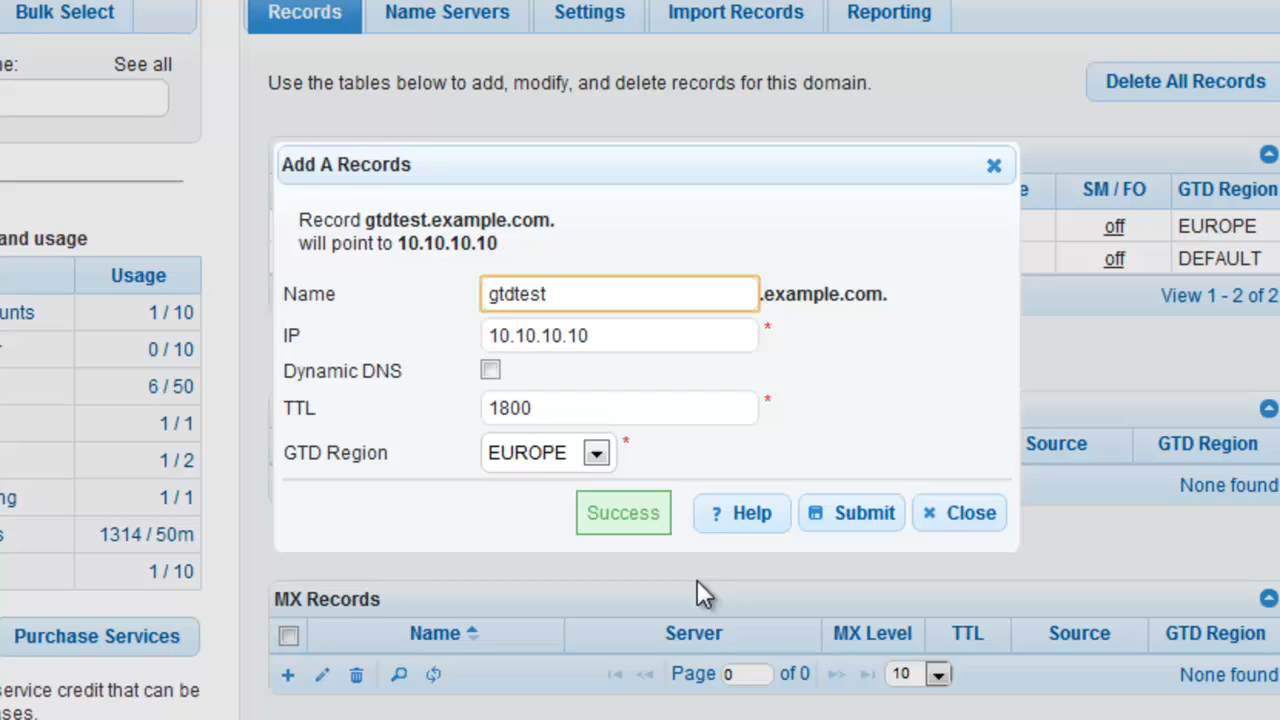 Bulk Select
Records
Name Servers
Settings
Import Records
Reporting
e:
See all
Use the tables below to add, modify, and delete records for this domain.
Delete All Records
Add A Records
Record gtdtest.example.com.
will point to 10.10.10.10
Name
gtdtest
.example.com.
IP
10.10.10.10
*
Dynamic DNS
TTL
1800
*
GTD Region
EUROPE
*
Success
? Help
Submit
Close
e
SM / FO
GTD Region
off
EUROPE
off
DEFAULT
View 1 - 2 of 2
Source
GTD Region
None found
and usage
Usage
unts
1 / 10
r
0 / 10
6 / 50
1 / 1
1 / 2
ng
1 / 1
s
1314 / 50m
1 / 10
Purchase Services
service credit that can be
ses.
MX Records
Name
Server
MX Level
TTL
Source
GTD Region
Page 0 of 0
10
None found